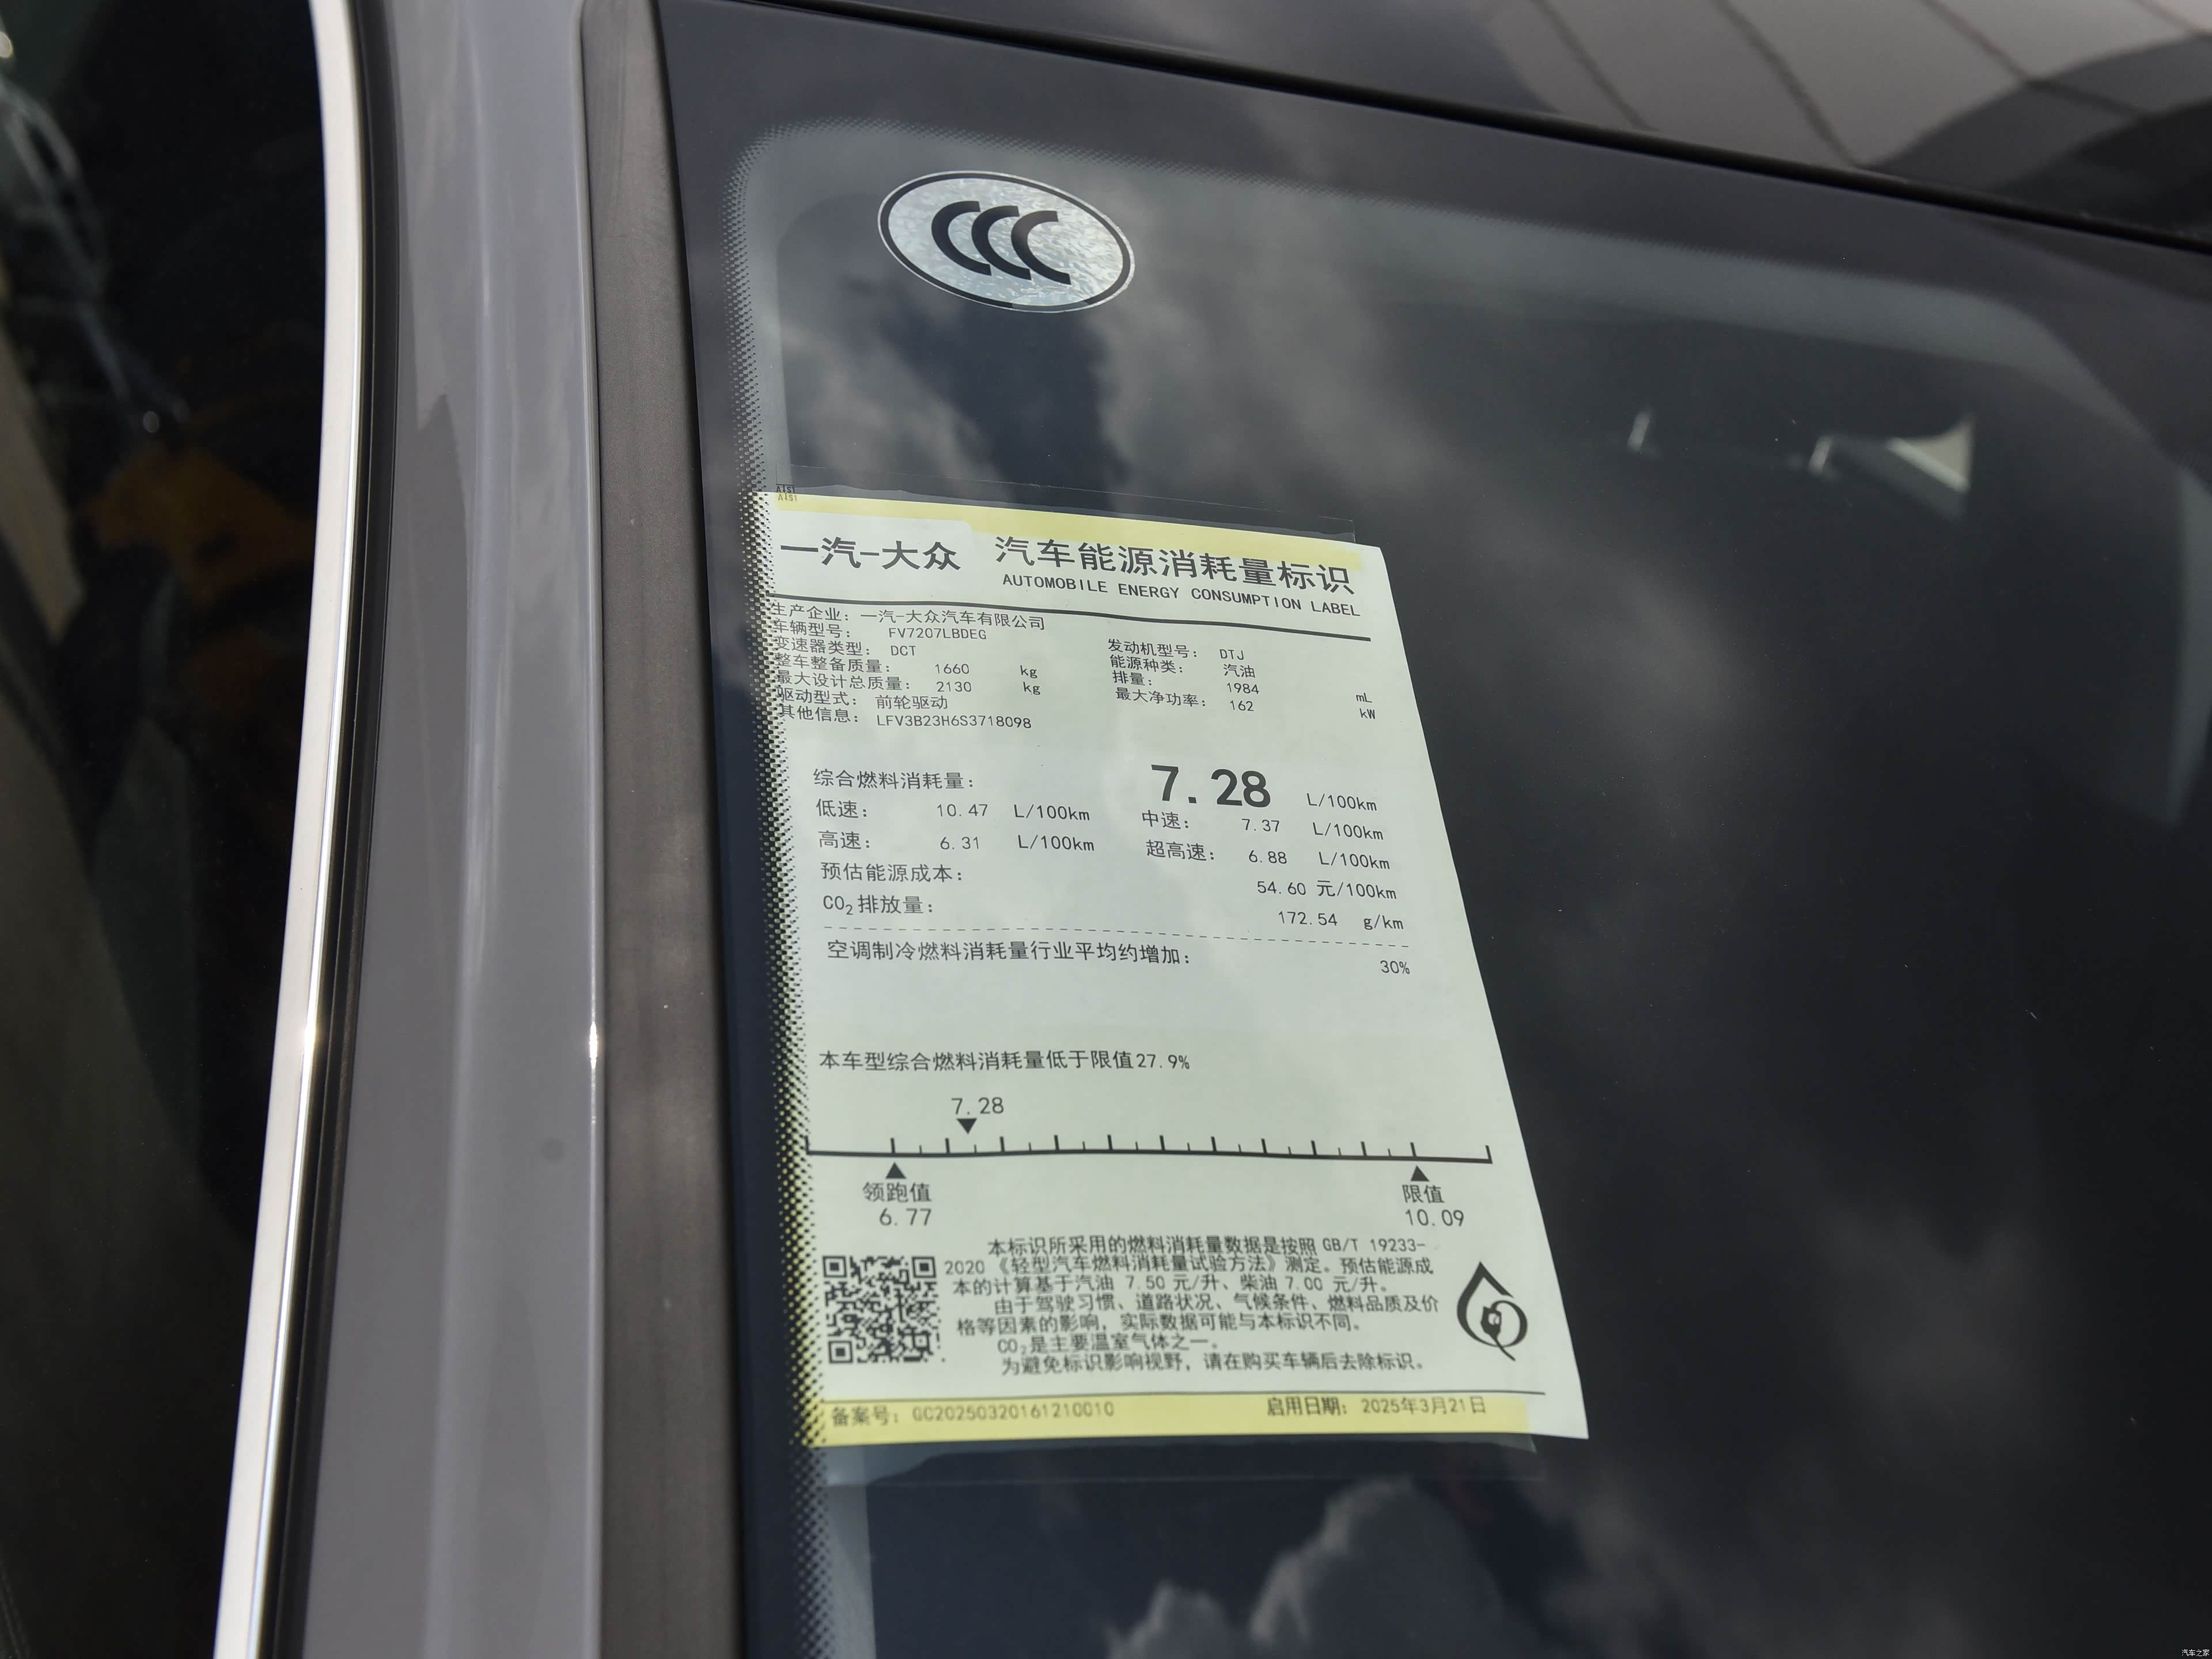 CCC
AISI
AISI
一汽-大众 汽车能源消耗量标识
AUTOMOBILE ENERGY CONSUMPTION LABEL
生产企业：一汽-大众汽车有限公司
车辆型号： FV7207LBDEG 发动机型号： DTJ
变速器类型： DCT 能源种类： 汽油
整车整备质量： 1660 kg 排量： 1984 mL
最大设计总质量： 2130 kg 最大净功率： 162 kW
驱动型式： 前轮驱动
其他信息： LFV3B23H6S3718098
综合燃料消耗量： 7.28 L/100km
低速： 10.47 L/100km 中速： 7.37 L/100km
高速： 6.31 L/100km 超高速： 6.88 L/100km
预估能源成本： 54.60 元/100km
CO₂排放量： 172.54 g/km
空调制冷燃料消耗量行业平均约增加： 30%
本车型综合燃料消耗量低于限值27.9%
7.28
领跑值 限值
6.77 10.09
本标识所采用的燃料消耗量数据是按照 GB/T 19233-
2020 《轻型汽车燃料消耗量试验方法》测定。预估能源成
本的计算基于汽油 7.50 元/升、柴油 7.00 元/升。
由于驾驶习惯、道路状况、气候条件、燃料品质及价
格等因素的影响，实际数据可能与本标识不同。
CO₂是主要温室气体之一。
为避免标识影响视野，请在购买车辆后去除标识。
备案号： GC20250320161210010 启用日期： 2025年3月21日
汽车之家